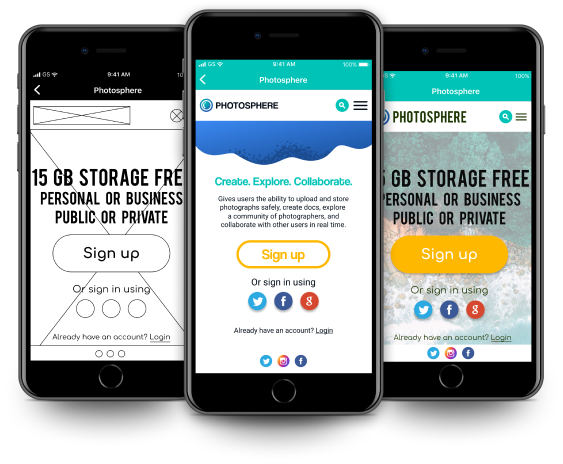 GS 9:41 AM 10
Photosphere
15 GB STORAGE FREE
PERSONAL OR BUSINESS
PUBLIC OR PRIVATE
Sign up
Or sign in using
Already have an account? Login
GS 9:41 AM 100%
Photosphere
PHOTOSPHERE
Create. Explore. Collaborate.
Gives users the ability to upload and store
photographs safely, create docs, explore
a community of photographers, and
collaborate with other users in real time.
Sign up
Or sign in using
f g
Already have an account? Login
f
GS 9:41 AM 100%
Photosphere
PHOTOSPHERE
5 GB STORAGE FREE
PERSONAL OR BUSINESS
PUBLIC OR PRIVATE
Sign up
Or sign in using
f g
Already have an account? Login
f